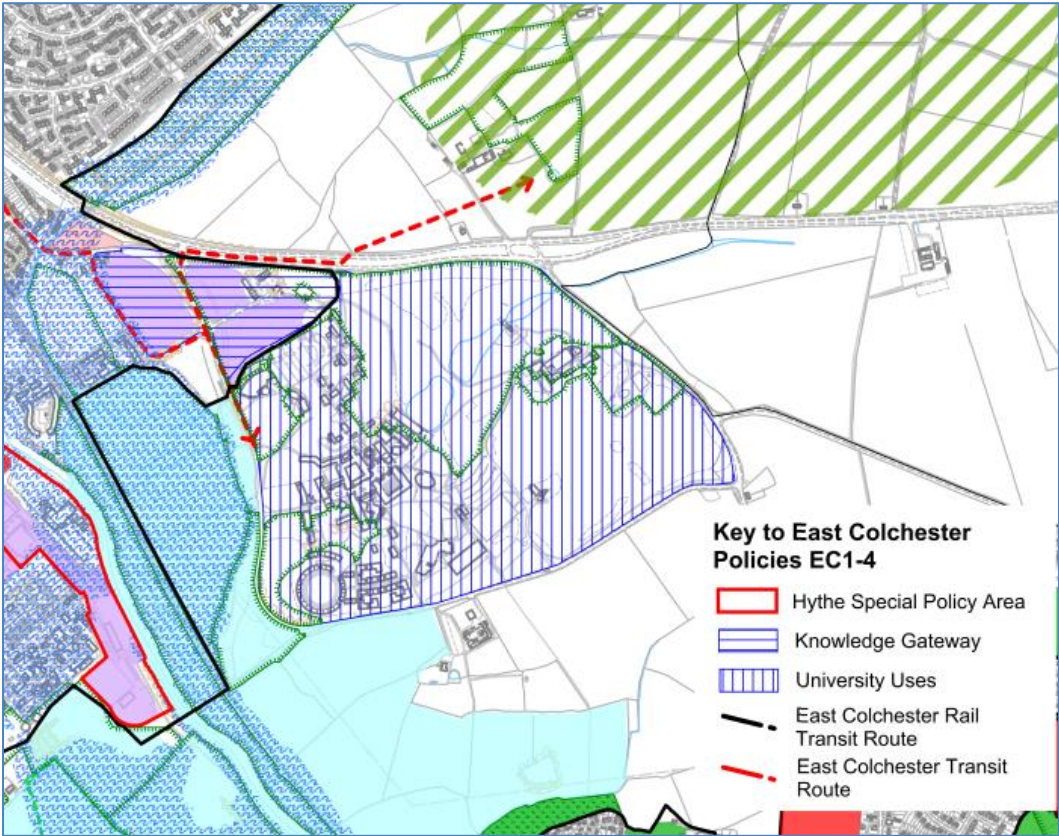 Key to East Colchester
Policies EC1-4
Hythe Special Policy Area
Knowledge Gateway
University Uses
East Colchester Rail
Transit Route
East Colchester Transit
Route